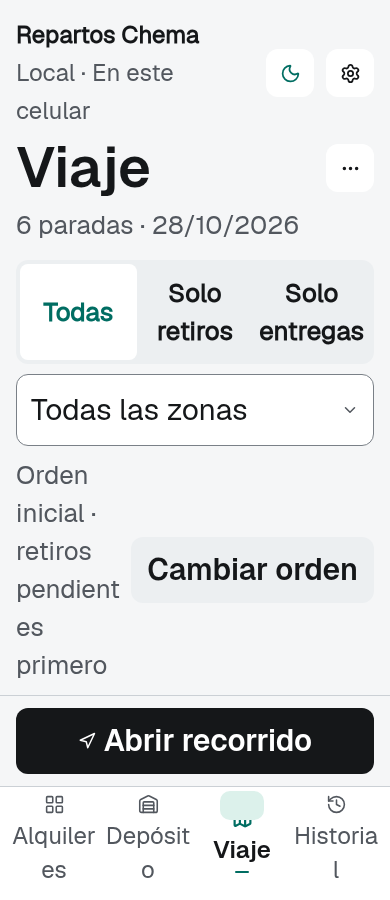 Repartos Chema
Local · En este
celular
Viaje
6 paradas · 28/10/2026
Todas
Solo
retiros
Solo
entregas
Todas las zonas
Orden
inicial ·
retiros
pendient
es
primero
Cambiar orden
Abrir recorrido
Alquiler
es
Depósit
o
Viaje
Historia
l